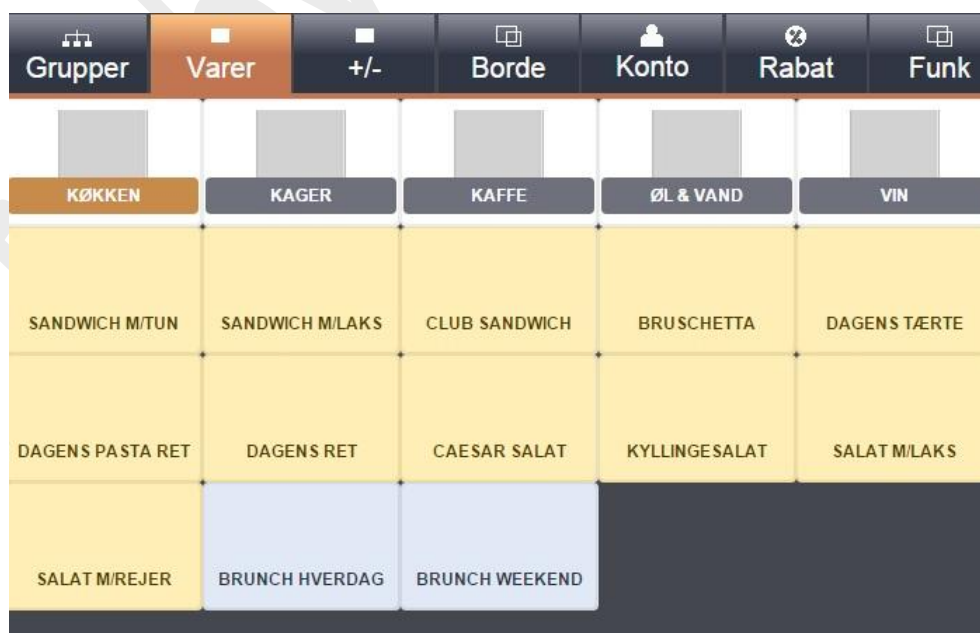 Grupper Varer +/- Borde Konto Rabat Funk
KØKKEN KAGER KAFFE ØL & VAND VIN
SANDWICH M/TUN SANDWICH M/LAKS CLUB SANDWICH BRUSCHETTA DAGENS TÆRTE
DAGENS PASTA RET DAGENS RET CAESAR SALAT KYLLINGESALAT SALAT M/LAKS
SALAT M/REJER BRUNCH HVERDAG BRUNCH WEEKEND